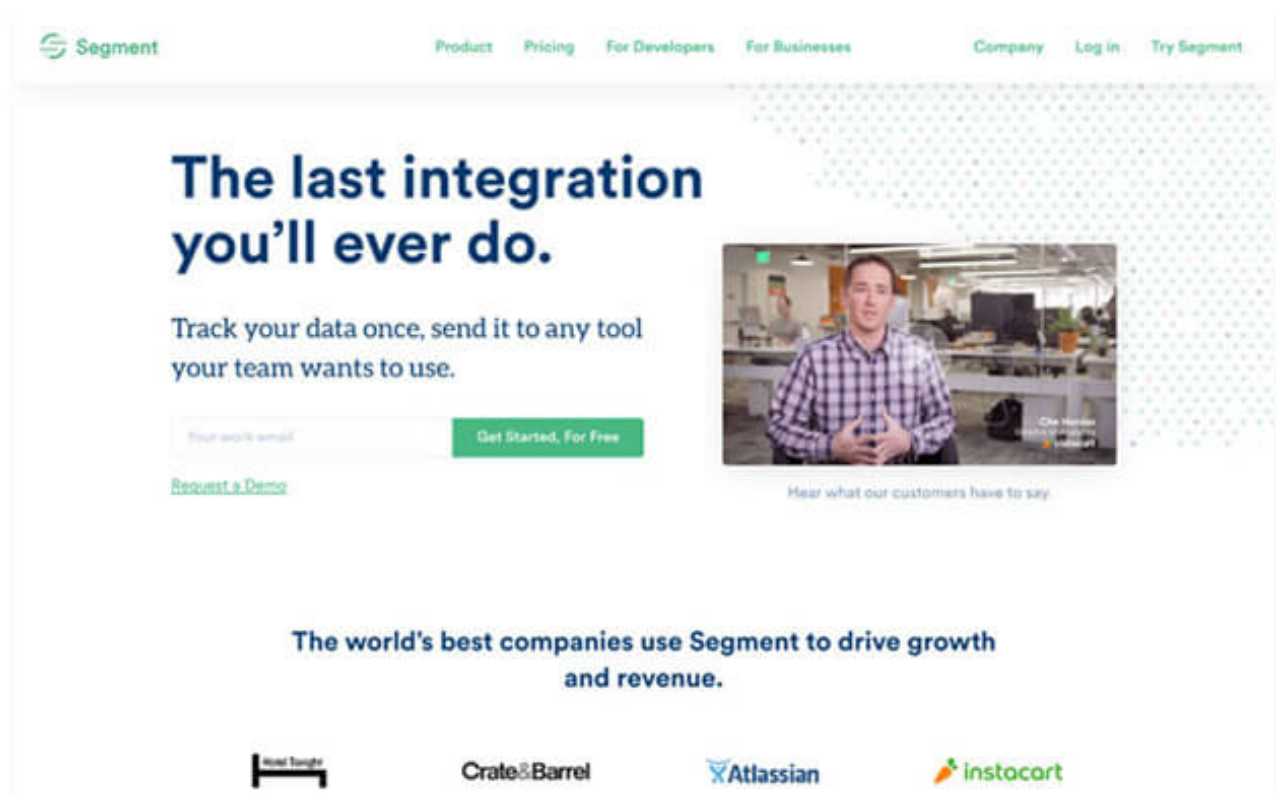 Segment
Product Pricing For Developers For Businesses Company Log in Try Segment
The last integration
you'll ever do.
Track your data once, send it to any tool
your team wants to use.
Your work email Get Started, For Free
Request a Demo
instacart
Hear what our customers have to say.
The world's best companies use Segment to drive growth
and revenue.
Hotel Tonight Crate&Barrel Atlassian instacart